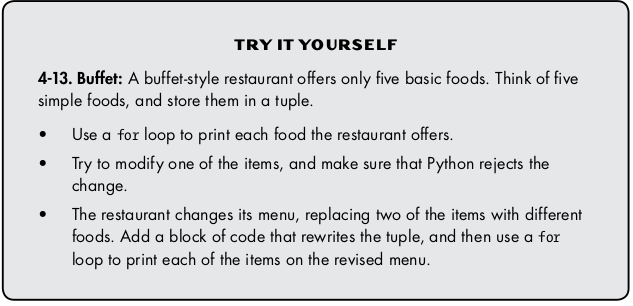 TRY IT YOURSELF
4-13. Buffet: A buffet-style restaurant offers only five basic foods. Think of five
simple foods, and store them in a tuple.
• Use a for loop to print each food the restaurant offers.
• Try to modify one of the items, and make sure that Python rejects the
change.
• The restaurant changes its menu, replacing two of the items with different
foods. Add a block of code that rewrites the tuple, and then use a for
loop to print each of the items on the revised menu.